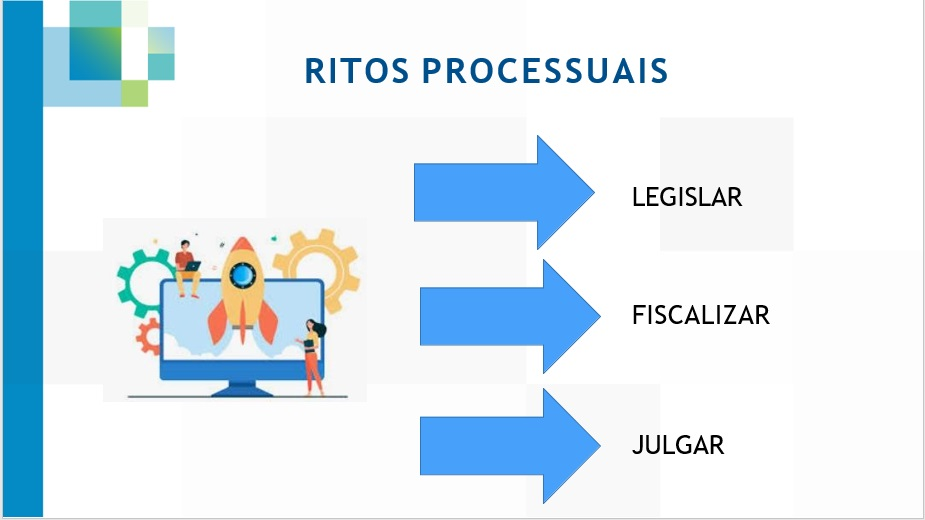 RITOS PROCESSUAIS
LEGISLAR
FISCALIZAR
JULGAR